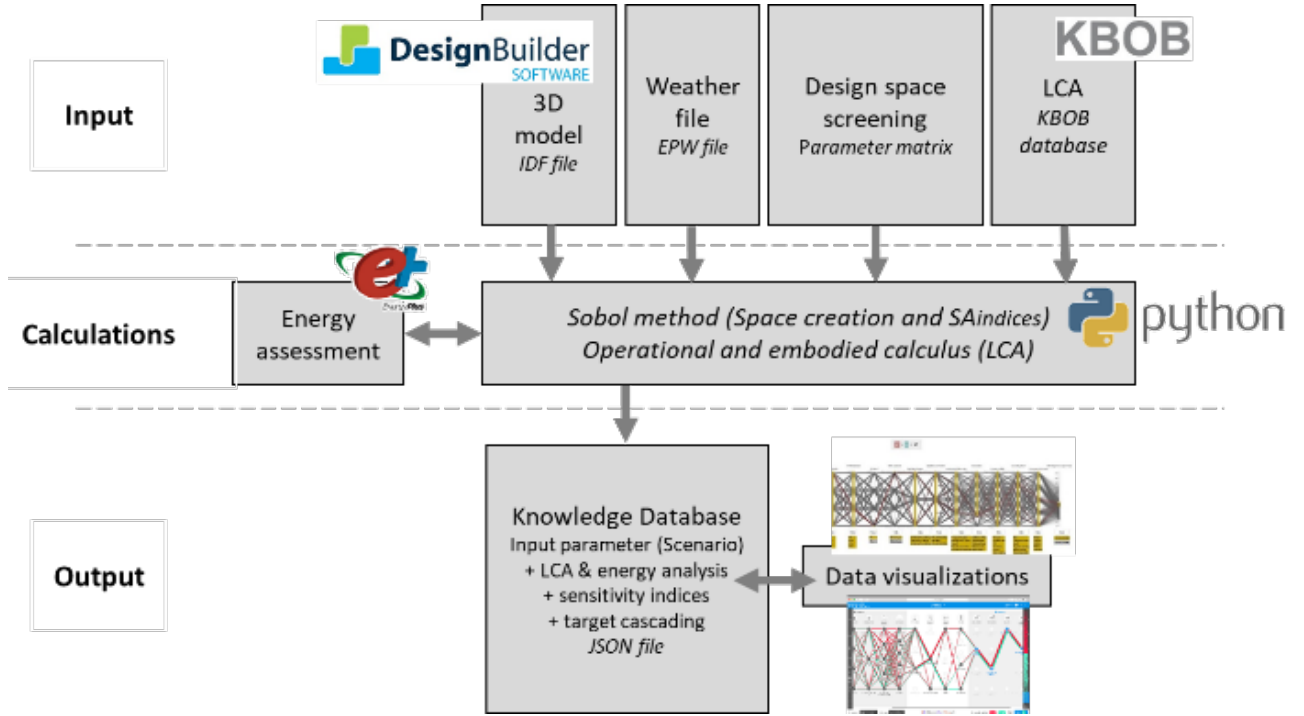 DesignBuilder
SOFTWARE
KBOB
Input
3D
model
IDF file
Weather
file
EPW file
Design space
screening
Parameter matrix
LCA
KBOB
database
Calculations
Energy
assessment
e+
EnergyPlus
Sobol method (Space creation and SAindices)
Operational and embodied calculus (LCA)
python
Output
Knowledge Database
Input parameter (Scenario)
+ LCA & energy analysis
+ sensitivity indices
+ target cascading
JSON file
Data visualizations